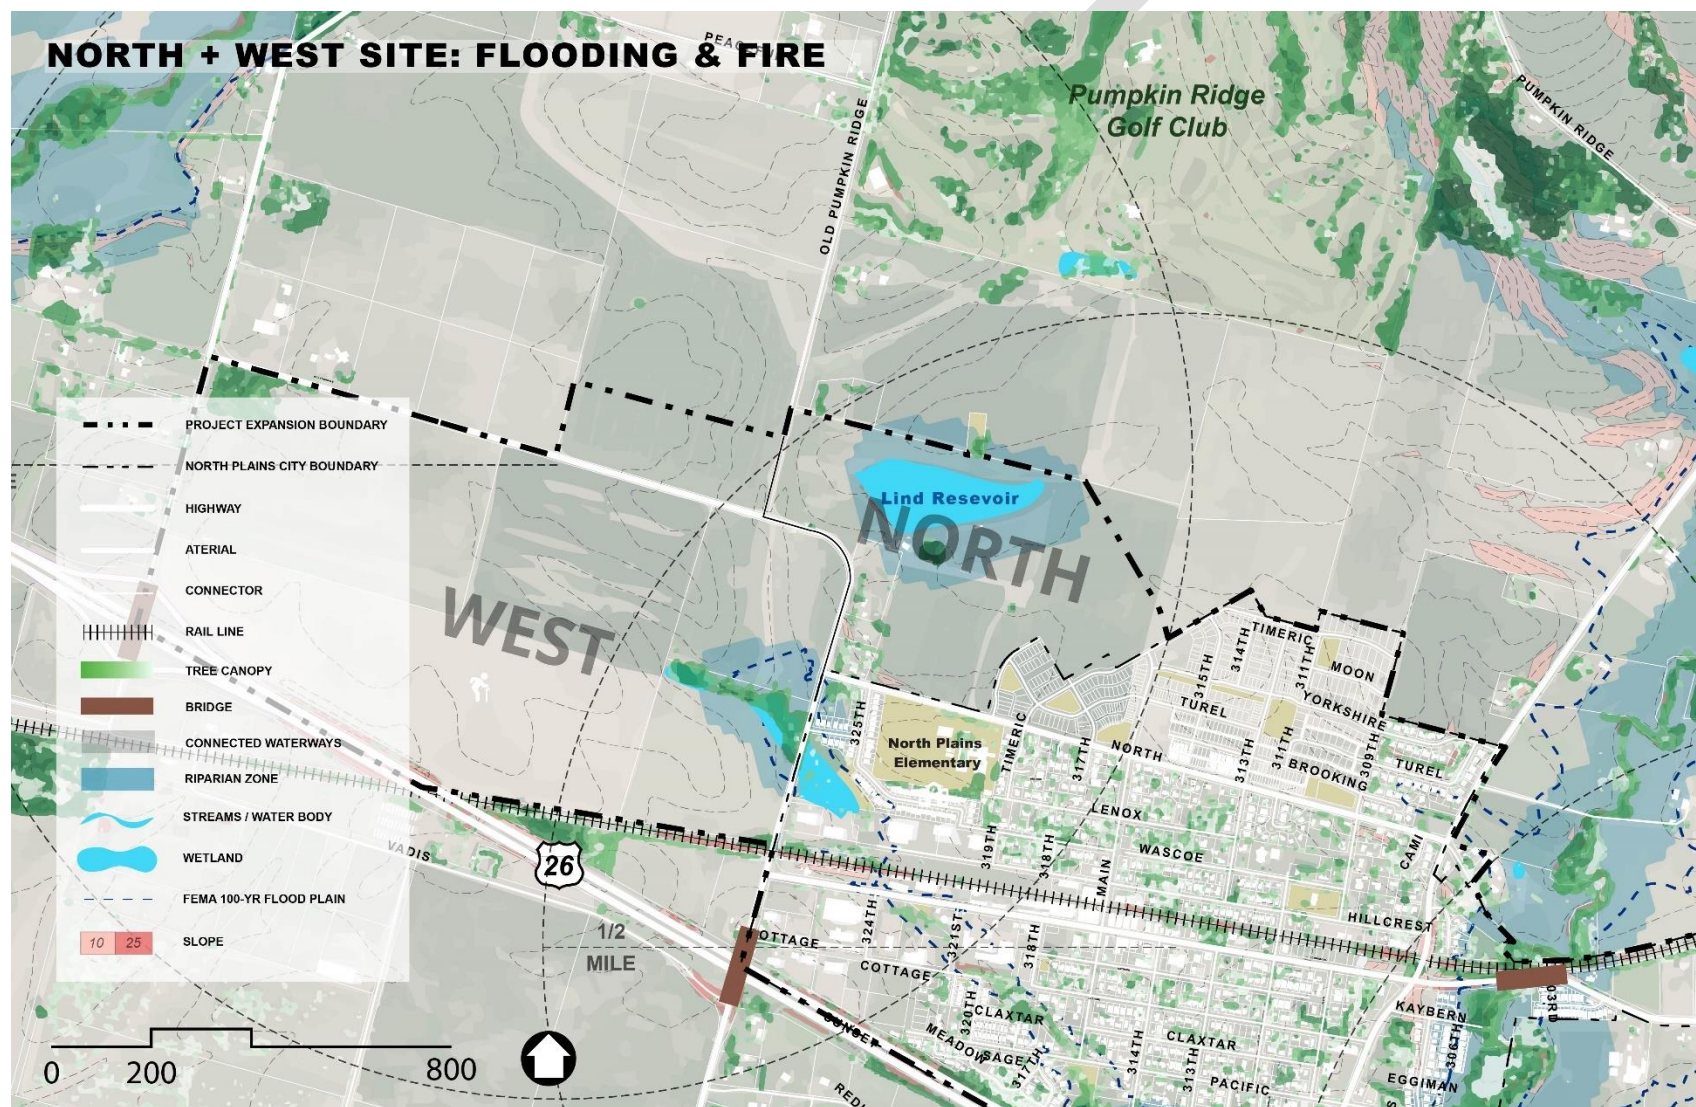 NORTH + WEST SITE: FLOODING & FIRE
OLD PUMPKIN RIDGE
Pumpkin Ridge
Golf Club
PUMPKIN RIDGE
PROJECT EXPANSION BOUNDARY
NORTH PLAINS CITY BOUNDARY
HIGHWAY
ATERIAL
CONNECTOR
RAIL LINE
TREE CANOPY
BRIDGE
CONNECTED WATERWAYS
RIPARIAN ZONE
STREAMS / WATER BODY
WETLAND
FEMA 100-YR FLOOD PLAIN
10 25 SLOPE
0 200 800
Lind Resevoir
NORTH
WEST
TIMERIC
314TH
315TH
311TH
MOON
YORKSHIRE
TUREL
325TH
North Plains
Elementary
TIMERIC
317TH
NORTH
313TH
311TH
309TH
BROOKING
TUREL
LENOX
319TH
318TH
MAIN
WASCOE
CAMI
VADIS
26
1/2
MILE
OTTAGE
324TH
321ST
318TH
HILLCREST
COTTAGE
320TH
CLAXTAR
MEADOW
SAGE
317TH
314TH
313TH
CLAXTAR
PACIFIC
KAYBERN
309TH
03RD
EGGIMAN
SUNSET